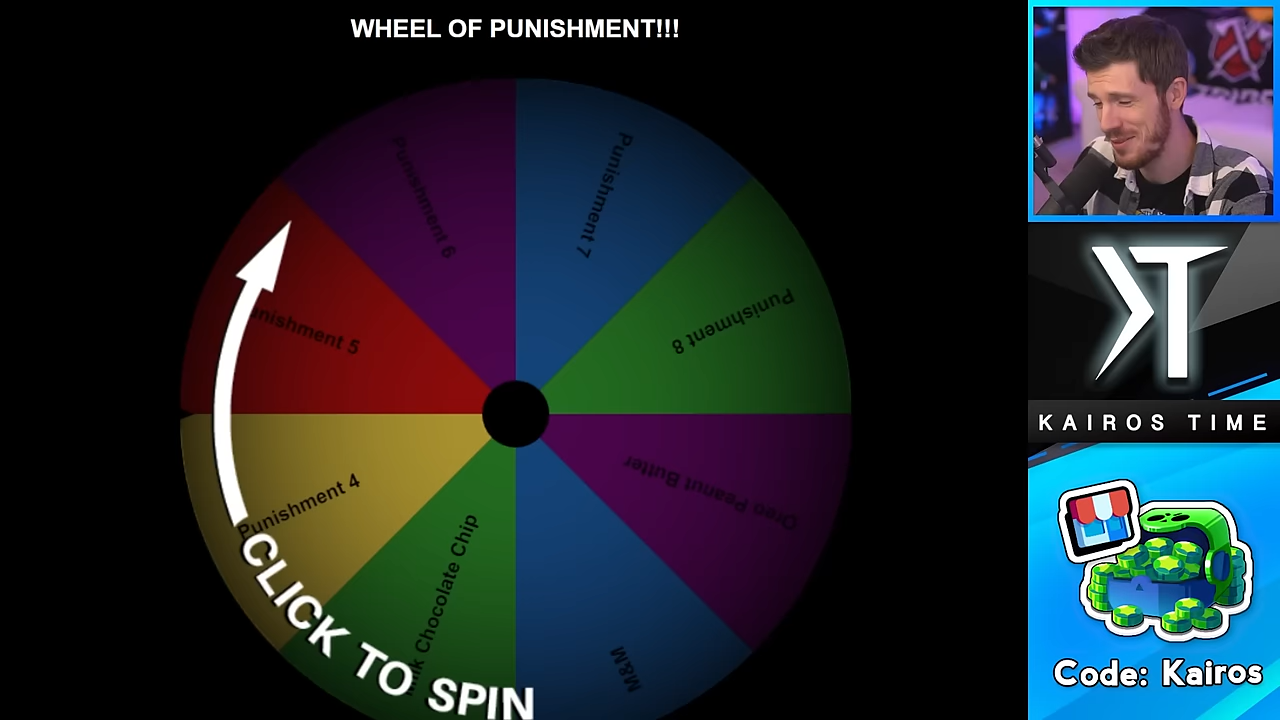 WHEEL OF PUNISHMENT!!!
Punishment 6
Punishment 7
Punishment 8
Punishment 5
Oreo Peanut Butter
Punishment 4
Chocolate Chip
M&M
CLICK TO SPIN
KT
KAIROS TIME
Code: Kairos